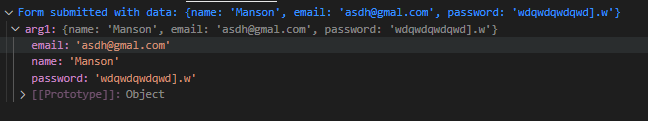 Form submitted with data: {name: 'Manson', email: 'asdh@gmal.com', password: 'wdqwdqwdqwd].w'}
arg1: {name: 'Manson', email: 'asdh@gmal.com', password: 'wdqwdqwdqwd].w'}
email: 'asdh@gmal.com'
name: 'Manson'
password: 'wdqwdqwdqwd].w'
[[Prototype]]: Object